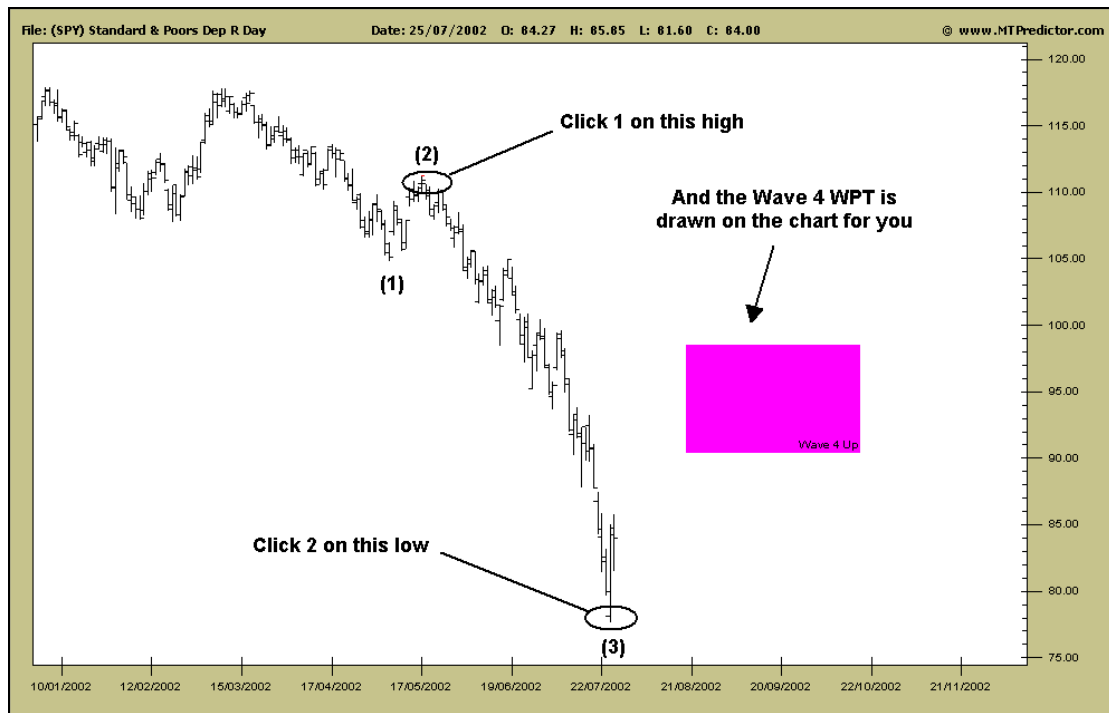 File: (SPY) Standard & Poors Dep R Day Date: 25/07/2002 O: 84.27 H: 85.85 L: 81.60 C: 84.00 @ www.MTPredictor.com
120.00
Click 1 on this high
115.00
(2)
And the Wave 4 WPT is
drawn on the chart for you
110.00
105.00
(1)
100.00
95.00
Wave 4 Up
90.00
85.00
Click 2 on this low
80.00
(3)
75.00
10/01/2002 12/02/2002 15/03/2002 17/04/2002 17/05/2002 19/06/2002 22/07/2002 21/08/2002 20/09/2002 22/10/2002 21/11/2002